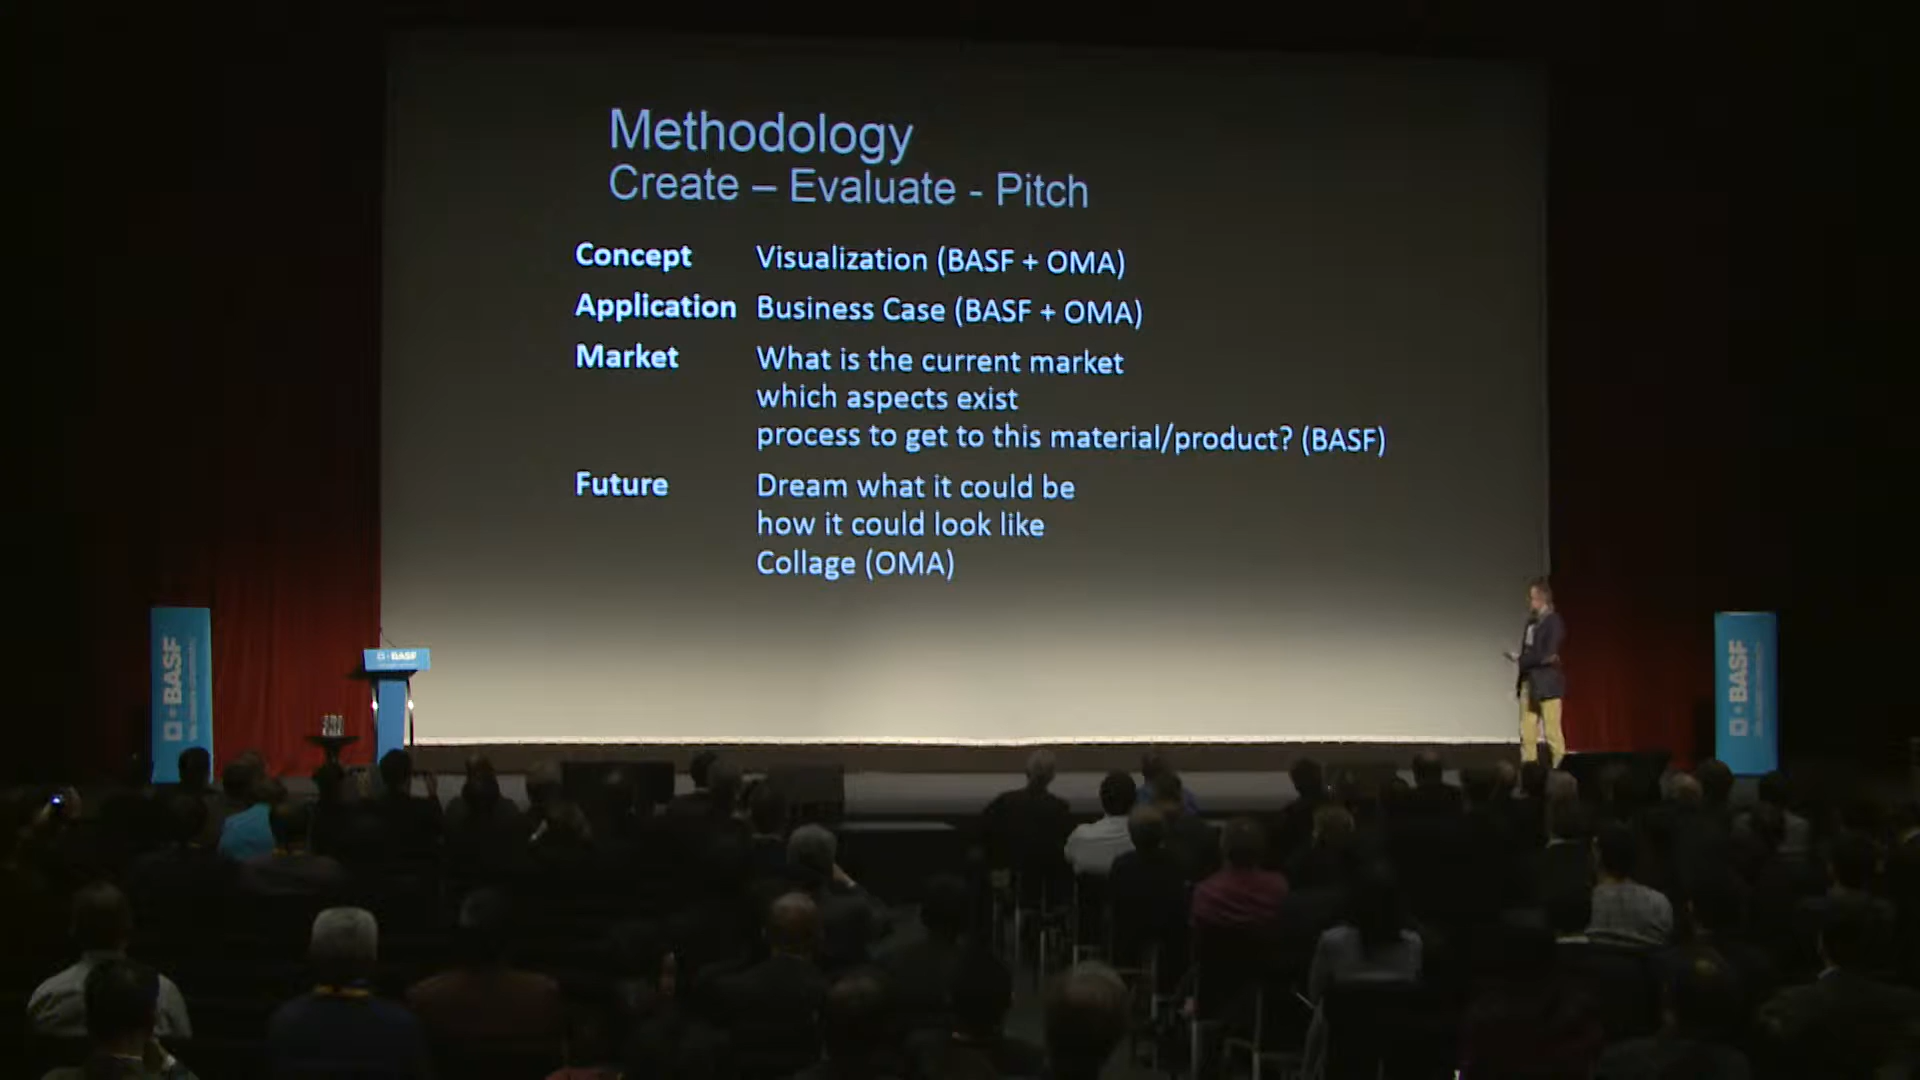 Methodology
Create – Evaluate - Pitch
Concept Visualization (BASF + OMA)
Application Business Case (BASF + OMA)
Market What is the current market
which aspects exist
process to get to this material/product? (BASF)
Future Dream what it could be
how it could look like
Collage (OMA)
BASF
BASF
BASF